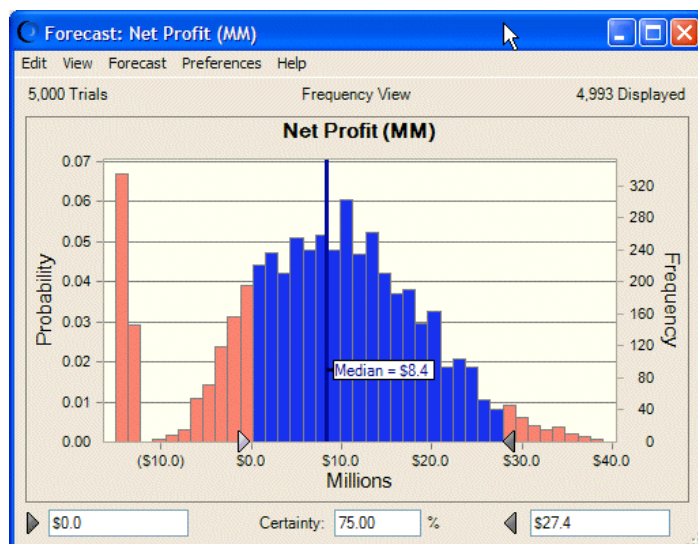 Forecast: Net Profit (MM)
Edit View Forecast Preferences Help
5,000 Trials Frequency View 4,993 Displayed
Net Profit (MM)
0.07
0.06
0.05
0.04
0.03
0.02
0.01
0.00
Probability
Median = $8.4
320
280
240
200
160
120
80
40
0
Frequency
($10.0) $0.0 $10.0 $20.0 $30.0 $40.0
Millions
$0.0 Certainty: 75.00 % $27.4